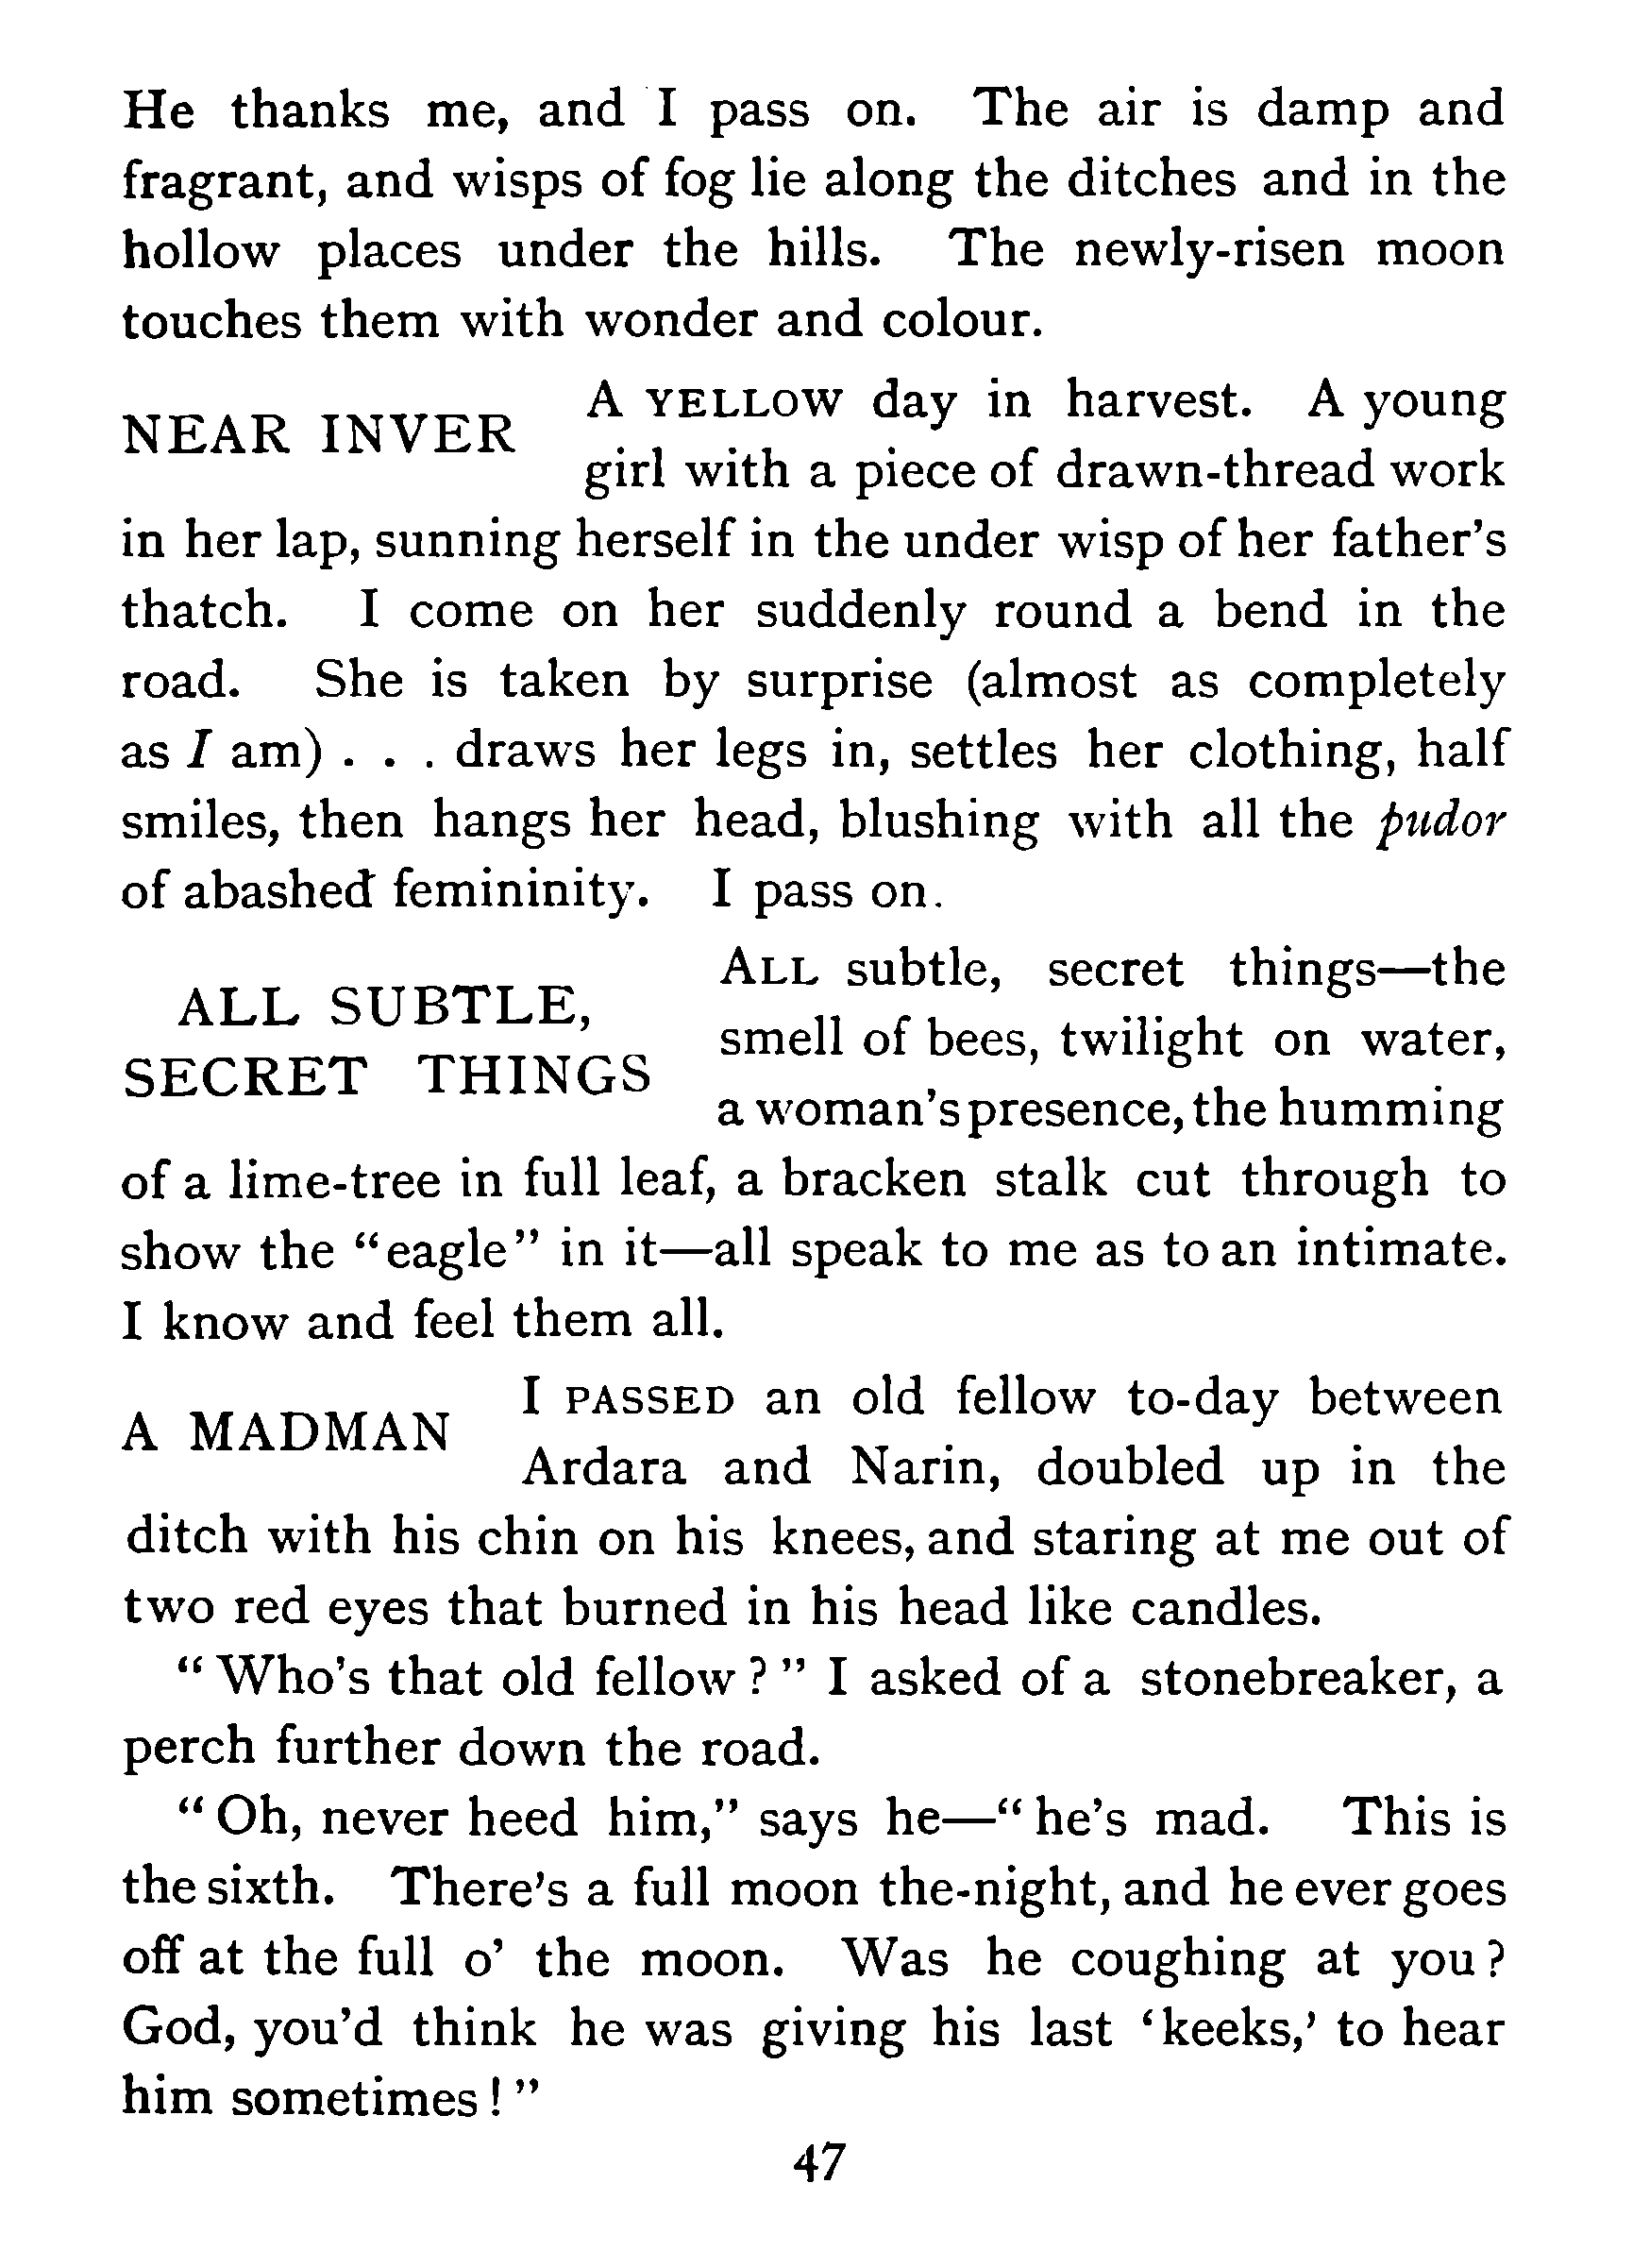 He thanks me, and I pass on. The air is damp and
fragrant, and wisps of fog lie along the ditches and in the
hollow places under the hills. The newly-risen moon
touches them with wonder and colour.
NEAR INVER
A YELLOW day in harvest. A young
girl with a piece of drawn-thread work
in her lap, sunning herself in the under wisp of her father's
thatch. I come on her suddenly round a bend in the
road. She is taken by surprise (almost as completely
as I am) . . . draws her legs in, settles her clothing, half
smiles, then hangs her head, blushing with all the pudor
of abashed femininity. I pass on.
ALL SUBTLE,
SECRET THINGS
ALL subtle, secret things—the
smell of bees, twilight on water,
a woman's presence, the humming
of a lime-tree in full leaf, a bracken stalk cut through to
show the "eagle" in it—all speak to me as to an intimate.
I know and feel them all.
A MADMAN
I PASSED an old fellow to-day between
Ardara and Narin, doubled up in the
ditch with his chin on his knees, and staring at me out of
two red eyes that burned in his head like candles.
"Who's that old fellow?" I asked of a stonebreaker, a
perch further down the road.
"Oh, never heed him," says he—"he's mad. This is
the sixth. There's a full moon the-night, and he ever goes
off at the full o' the moon. Was he coughing at you?
God, you'd think he was giving his last 'keeks,' to hear
him sometimes!"
47